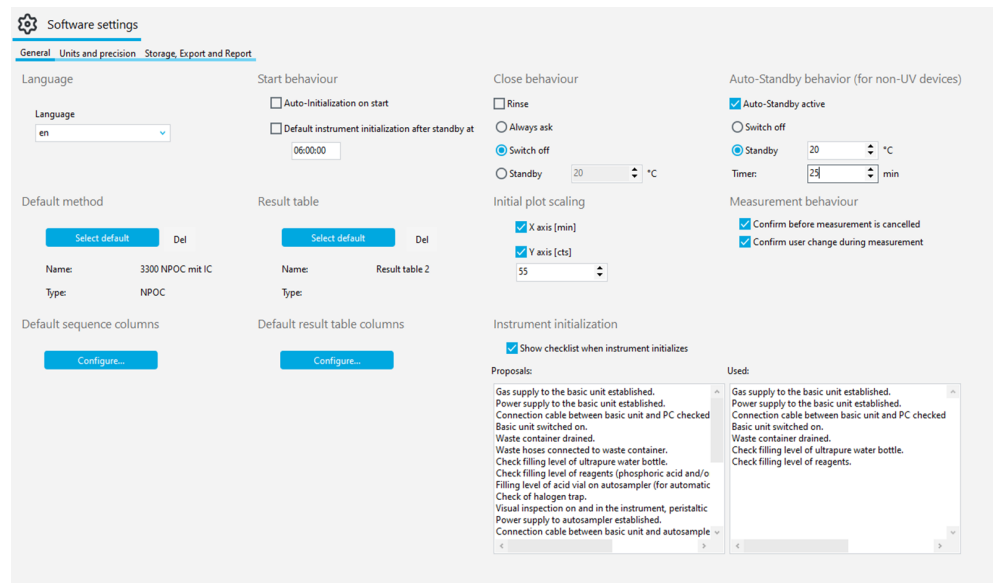 Software settings
General Units and precision Storage, Export and Report
Language
Language
en
Start behaviour
Auto-Initialization on start
Default instrument initialization after standby at
06:00:00
Close behaviour
Rinse
Always ask
Switch off
Standby 20 °C
Auto-Standby behavior (for non-UV devices)
Auto-Standby active
Switch off
Standby 20 °C
Timer: 25 min
Default method
Select default Del
Name: 3300 NPOC mit IC
Type: NPOC
Result table
Select default Del
Name: Result table 2
Type:
Initial plot scaling
X axis [min]
Y axis [cts]
55
Measurement behaviour
Confirm before measurement is cancelled
Confirm user change during measurement
Default sequence columns
Configure...
Default result table columns
Configure...
Instrument initialization
Show checklist when instrument initializes
Proposals:
Gas supply to the basic unit established.
Power supply to the basic unit established.
Connection cable between basic unit and PC checked
Basic unit switched on.
Waste container drained.
Waste hoses connected to waste container.
Check filling level of ultrapure water bottle.
Check filling level of reagents (phosphoric acid and/o
Filling level of acid vial on autosampler (for automatic
Check of halogen trap.
Visual inspection on and in the instrument, peristaltic
Power supply to autosampler established.
Connection cable between basic unit and autosample
Used:
Gas supply to the basic unit established.
Power supply to the basic unit established.
Connection cable between basic unit and PC checked
Basic unit switched on.
Waste container drained.
Check filling level of ultrapure water bottle.
Check filling level of reagents.